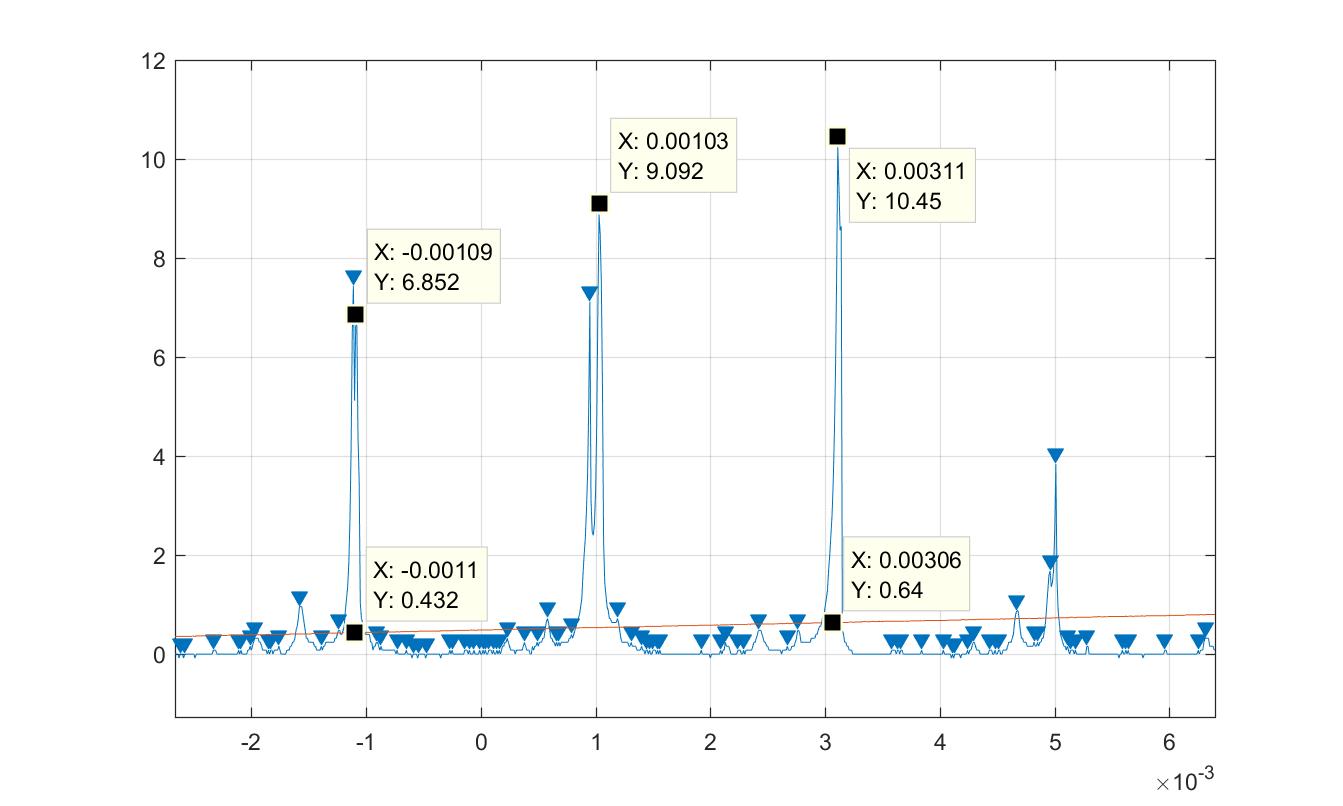 12
10
8
6
4
2
0
X: 0.00103
Y: 9.092
X: 0.00311
Y: 10.45
X: -0.00109
Y: 6.852
X: -0.0011
Y: 0.432
X: 0.00306
Y: 0.64
-2 -1 0 1 2 3 4 5 6
×10-3